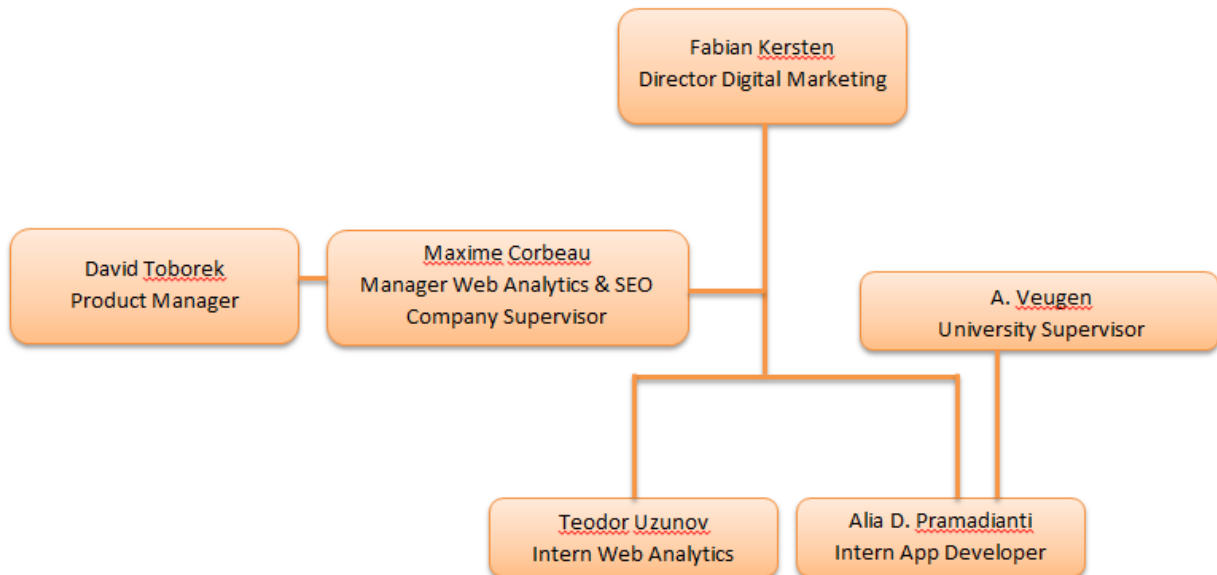 Fabian Kersten
Director Digital Marketing
David Toborek
Product Manager
Maxime Corbeau
Manager Web Analytics & SEO
Company Supervisor
A. Veugen
University Supervisor
Teodor Uzunov
Intern Web Analytics
Alia D. Pramadianti
Intern App Developer